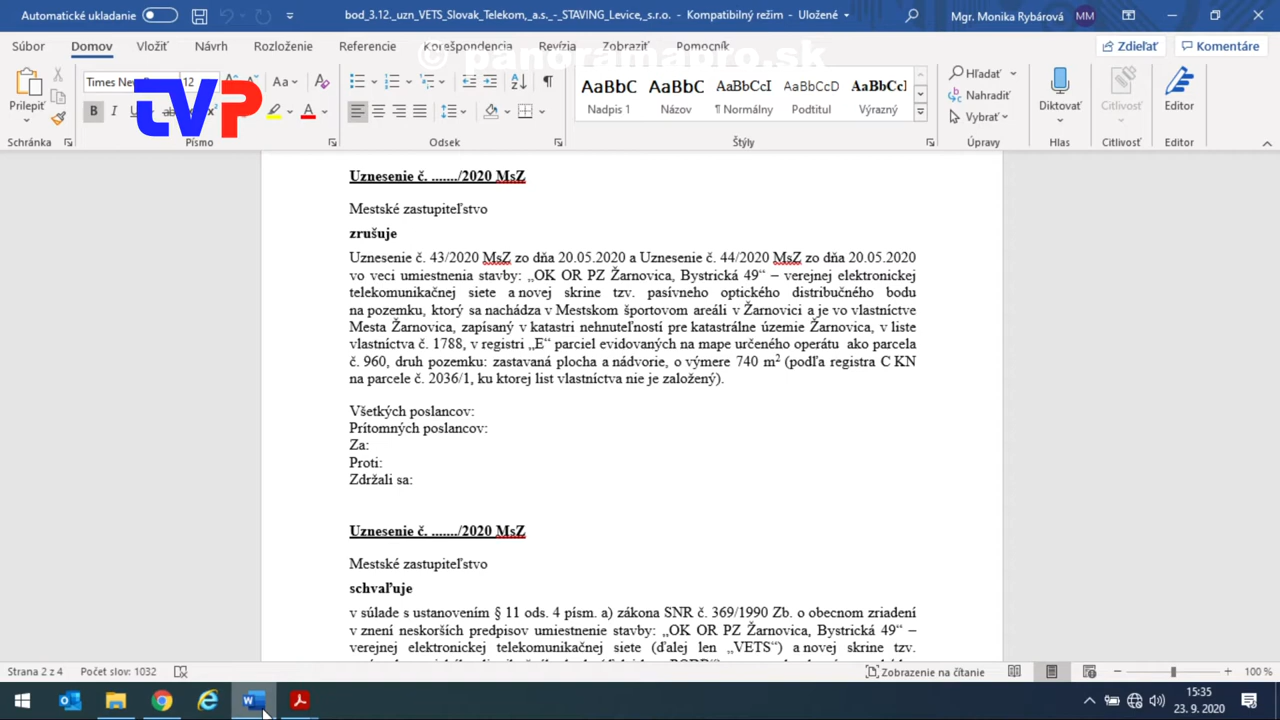 Automatické ukladanie
bod_3.12._uzn_VETS_Slovak_Telekom,_a.s._-_STAVING_Levice,_s.r.o. - Kompatibilný režim - Uložené
Mgr. Monika Rybárová MM
Súbor Domov Vložiť Návrh Rozloženie Referencie Korešpondencia Revízia Zobraziť Pomocník
Zdieľať Komentáre
© panoramapro.sk
tvP
Prilepiť
Times New 12 Aa
B I U ab
AaBbC AaBbC AaBbCcI AaBbCcD AaBbCcI
Nadpis 1 Názov ¶ Normálny Podtitul Výrazný
Hľadať
Nahradiť
Vybrať
Diktovať Citlivosť Editor
Schránka Písmo Odsek Štýly Úpravy Hlas Citlivosť Editor
Uznesenie č. ......./2020 MsZ
Mestské zastupiteľstvo
zrušuje
Uznesenie č. 43/2020 MsZ zo dňa 20.05.2020 a Uznesenie č. 44/2020 MsZ zo dňa 20.05.2020
vo veci umiestnenia stavby: „OK OR PZ Žarnovica, Bystrická 49“ – verejnej elektronickej
telekomunikačnej siete a novej skrine tzv. pasívneho optického distribučného bodu
na pozemku, ktorý sa nachádza v Mestskom športovom areáli v Žarnovici a je vo vlastníctve
Mesta Žarnovica, zapísaný v katastri nehnuteľností pre katastrálne územie Žarnovica, v liste
vlastníctva č. 1788, v registri „E“ parciel evidovaných na mape určeného operátu ako parcela
č. 960, druh pozemku: zastavaná plocha a nádvorie, o výmere 740 m² (podľa registra C KN
na parcele č. 2036/1, ku ktorej list vlastníctva nie je založený).
Všetkých poslancov:
Prítomných poslancov:
Za:
Proti:
Zdržali sa:
Uznesenie č. ......./2020 MsZ
Mestské zastupiteľstvo
schvaľuje
v súlade s ustanovením § 11 ods. 4 písm. a) zákona SNR č. 369/1990 Zb. o obecnom zriadení
v znení neskorších predpisov umiestnenie stavby: „OK OR PZ Žarnovica, Bystrická 49“ –
verejnej elektronickej telekomunikačnej siete (ďalej len „VETS“) a novej skrine tzv.
Strana 2 z 4 Počet slov: 1032
Zobrazenie na čítanie
100 %
15:35
23. 9. 2020